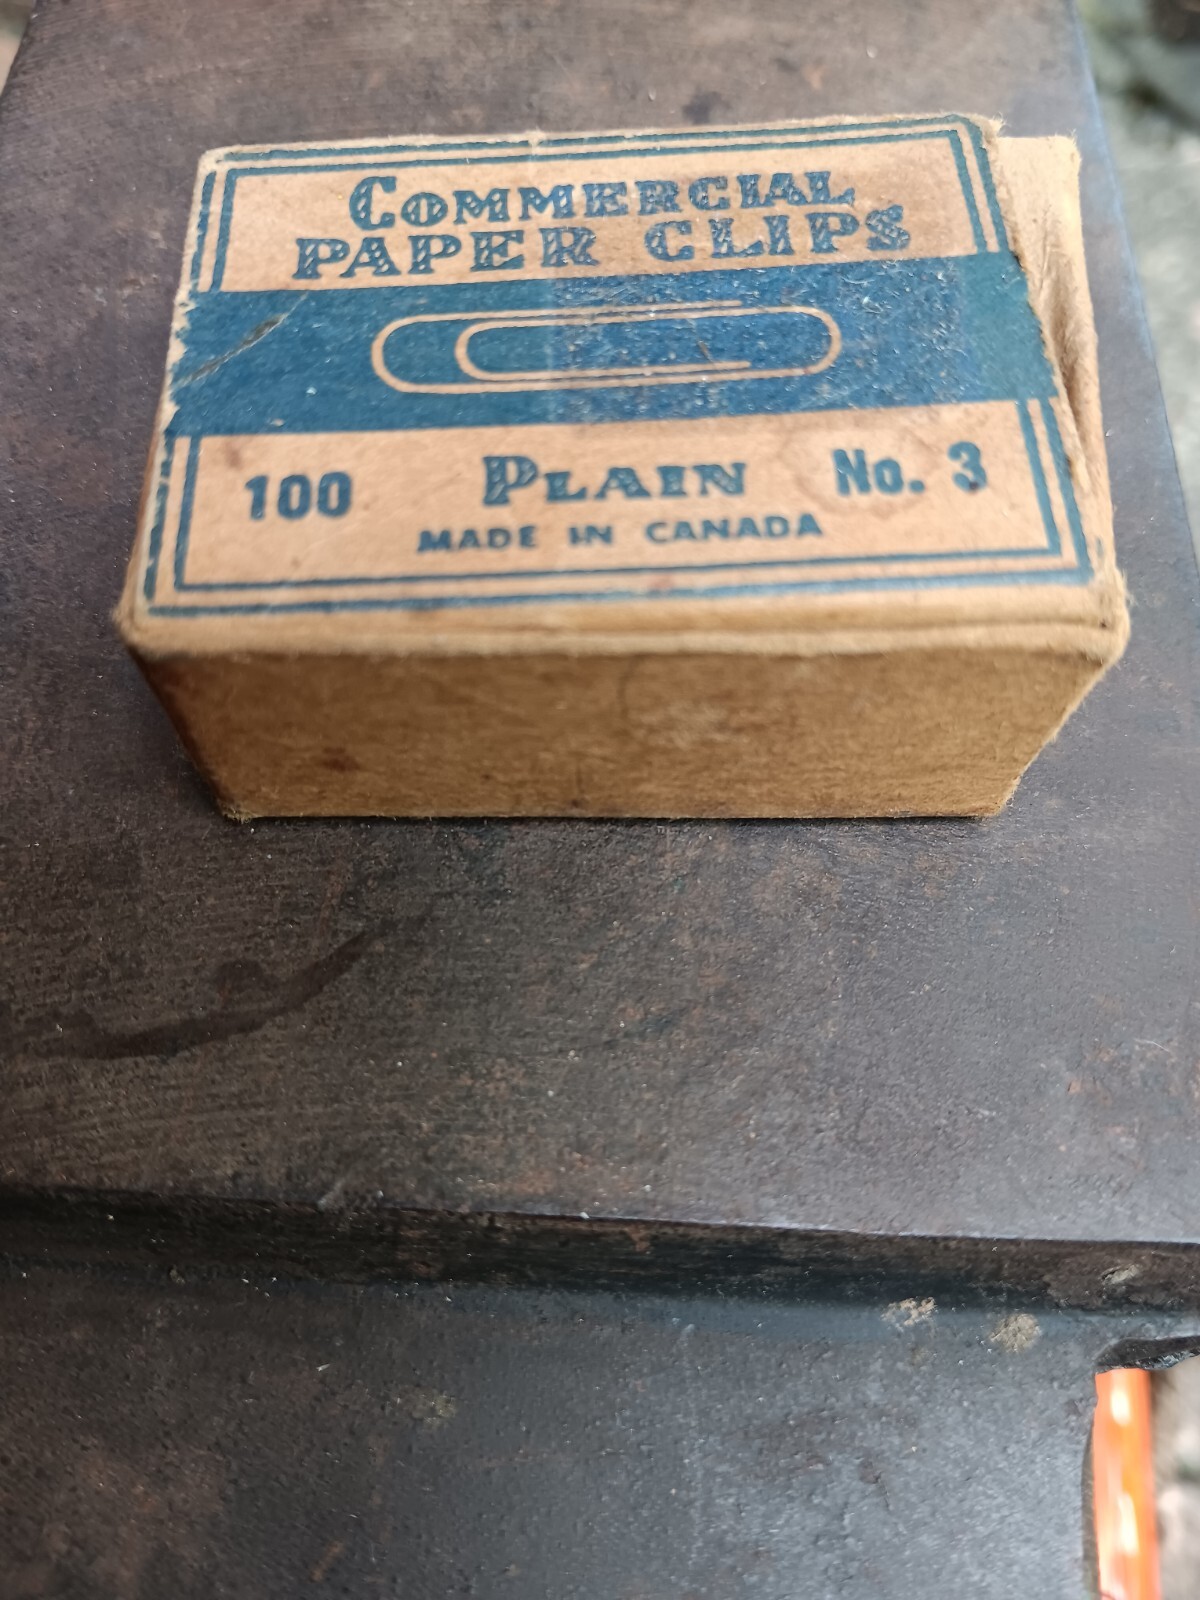 COMMERCIAL
PAPER CLIPS
100 PLAIN No. 3
MADE IN CANADA